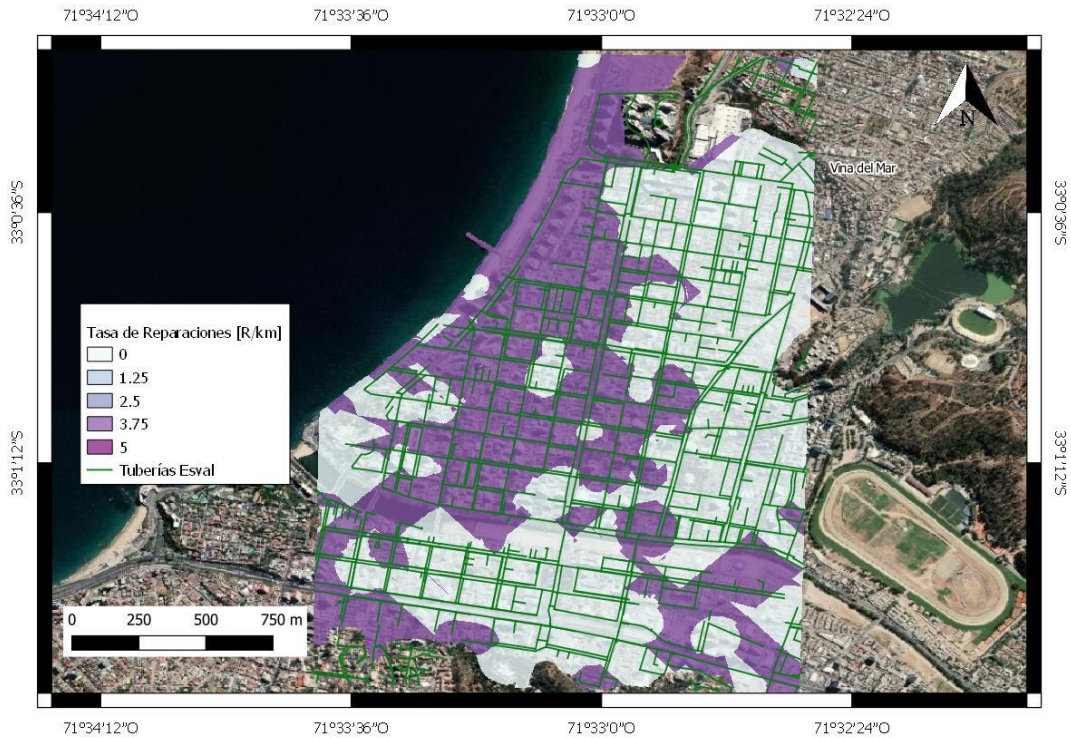 71°34'12"O 71°33'36"O 71°33'0"O 71°32'24"O
N
Vina del Mar
33°0'36"S
33°0'36"S
Tasa de Reparaciones [R/km]
0
1.25
2.5
3.75
5
Tuberías Esval
33°1'12"S
33°1'12"S
0 250 500 750 m
71°34'12"O 71°33'36"O 71°33'0"O 71°32'24"O